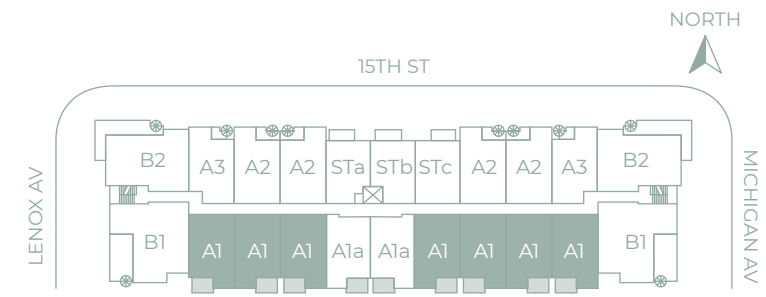 NORTH
15TH ST
LENOX AV
MICHIGAN AV
B2 A3 A2 A2 STa STb STc A2 A2 A3 B2
B1 A1 A1 A1 A1a A1a A1 A1 A1 A1 B1